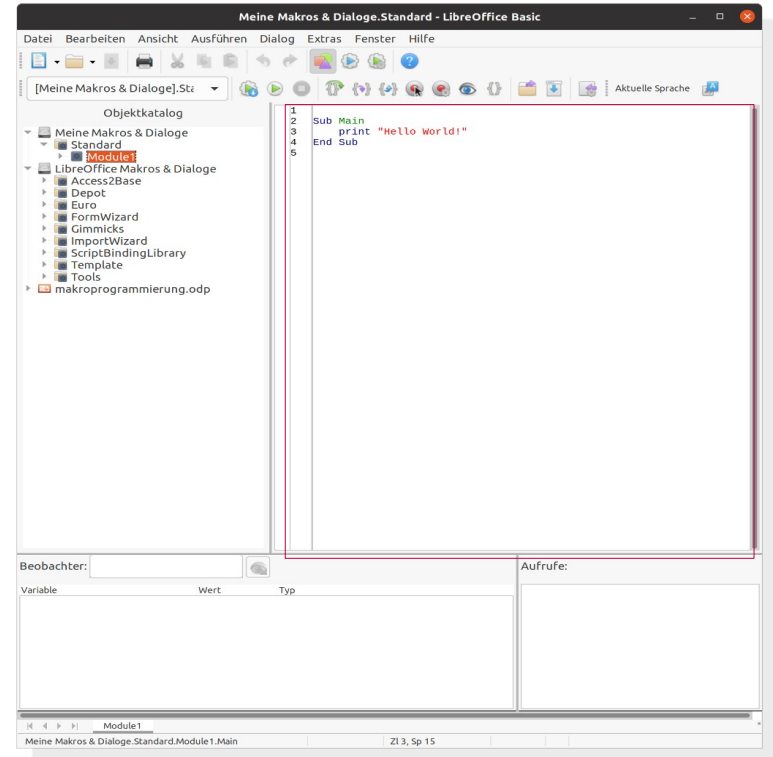 Meine Makros & Dialoge.Standard - LibreOffice Basic
Datei Bearbeiten Ansicht Ausführen Dialog Extras Fenster Hilfe
[Meine Makros & Dialoge].Sta
Aktuelle Sprache
Objektkatalog
Meine Makros & Dialoge
Standard
Module1
LibreOffice Makros & Dialoge
Access2Base
Depot
Euro
FormWizard
Gimmicks
ImportWizard
ScriptBindingLibrary
Template
Tools
makroprogrammierung.odp
1
2 Sub Main
3 print "Hello World!"
4 End Sub
5
Beobachter:
Aufrufe:
Variable Wert Typ
Module1
Meine Makros & Dialoge.Standard.Module1.Main Zl 3, Sp 15